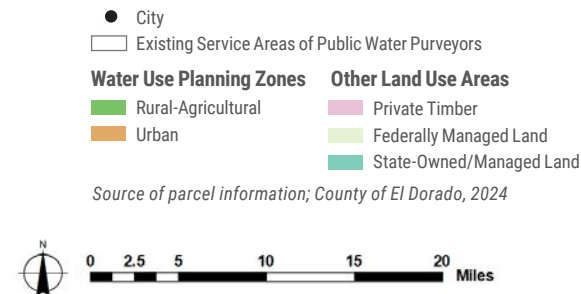 City
Existing Service Areas of Public Water Purveyors
Water Use Planning Zones Other Land Use Areas
Rural-Agricultural Private Timber
Urban Federally Managed Land
State-Owned/Managed Land
Source of parcel information; County of El Dorado, 2024
N
0 2.5 5 10 15 20
Miles